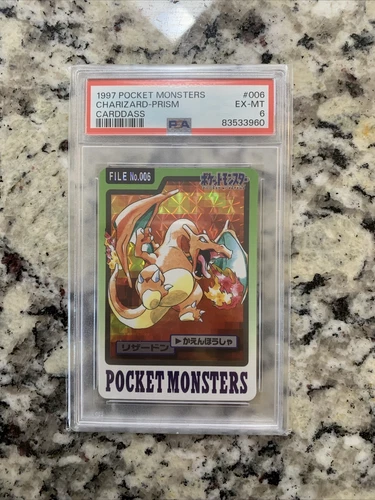 1997 POCKET MONSTERS #006
CHARIZARD-PRISM EX-MT
CARDDASS 6
PSA 83533960
FILE No.006
ポケットモンスター
リザードン
▶かえんほうしゃ
POCKET MONSTERS